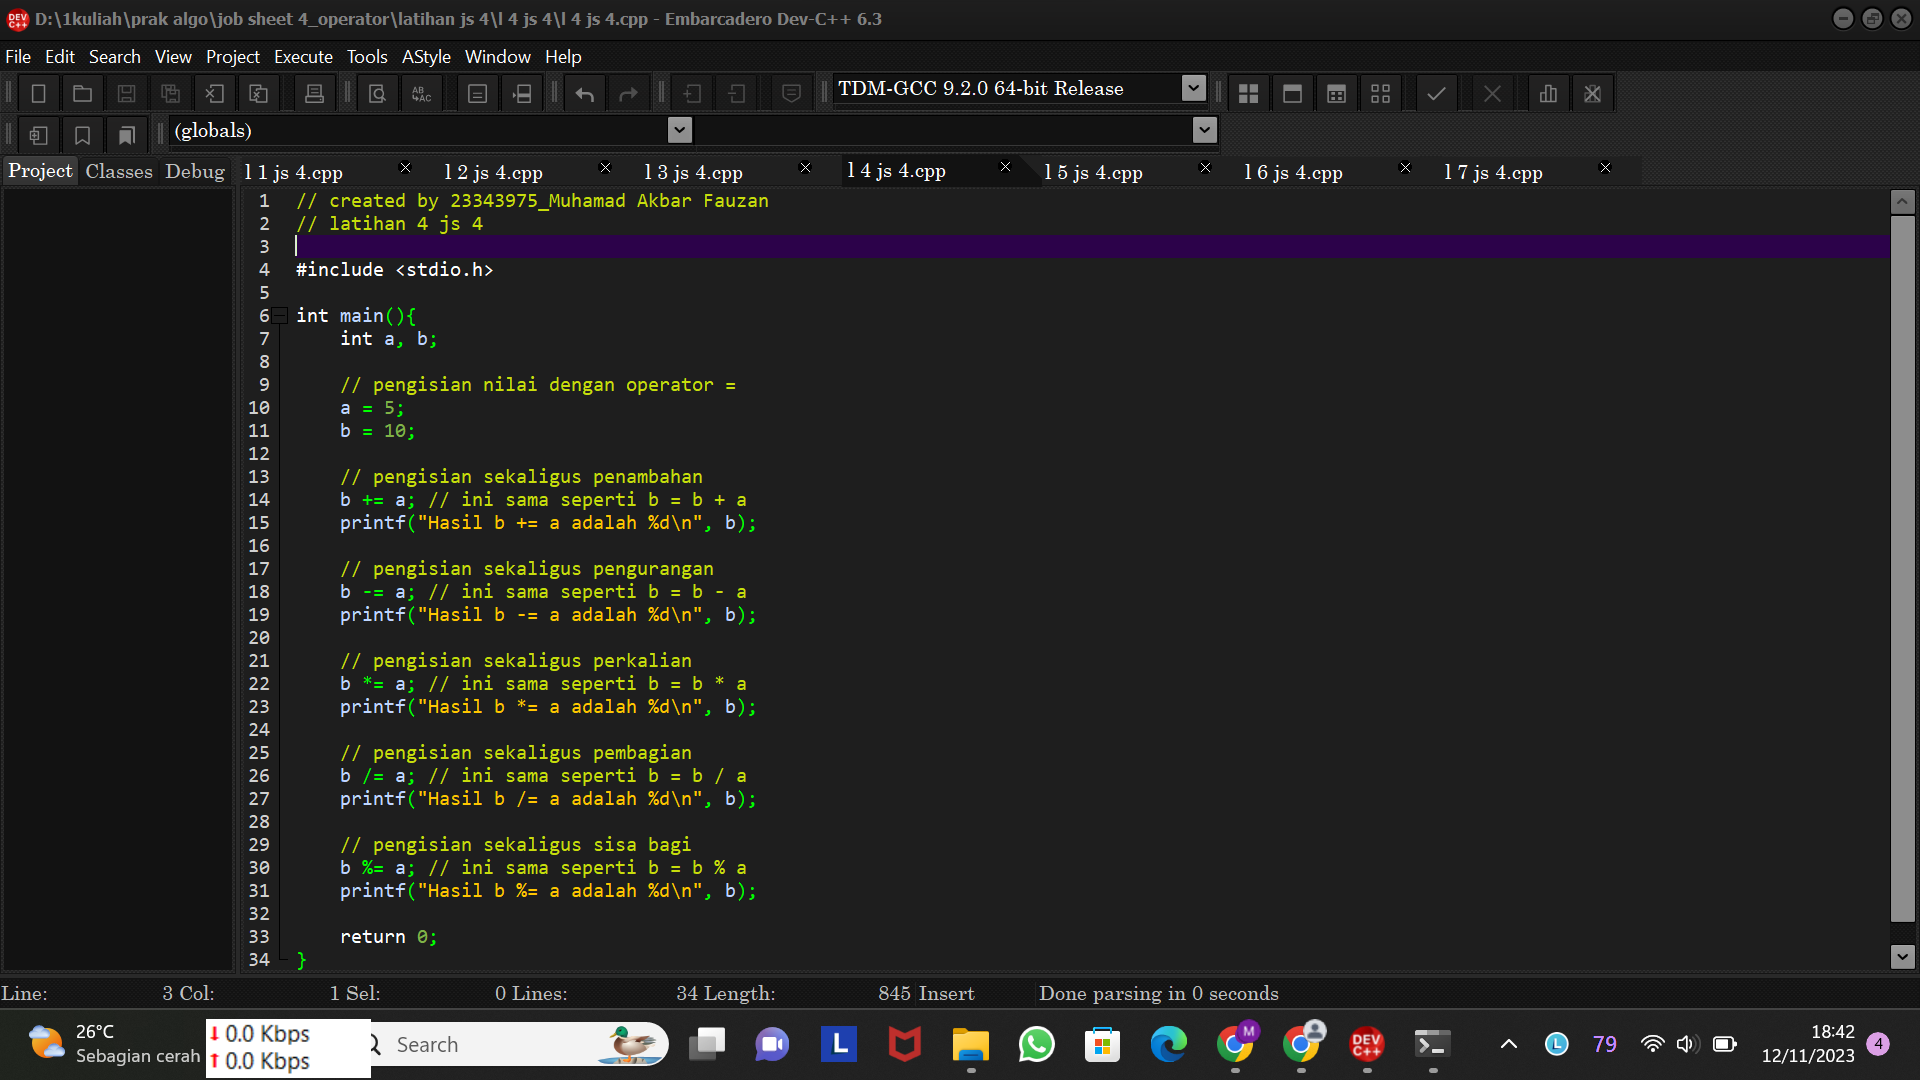 D:\1kuliah\prak algo\job sheet 4_operator\latihan js 4\l 4 js 4\l 4 js 4.cpp - Embarcadero Dev-C++ 6.3
File Edit Search View Project Execute Tools AStyle Window Help
TDM-GCC 9.2.0 64-bit Release
(globals)
Project Classes Debug
l 1 js 4.cpp l 2 js 4.cpp l 3 js 4.cpp l 4 js 4.cpp l 5 js 4.cpp l 6 js 4.cpp l 7 js 4.cpp
1 // created by 23343975_Muhamad Akbar Fauzan
2 // latihan 4 js 4
3
4 #include <stdio.h>
5
6 int main(){
7 int a, b;
8
9 // pengisian nilai dengan operator =
10 a = 5;
11 b = 10;
12
13 // pengisian sekaligus penambahan
14 b += a; // ini sama seperti b = b + a
15 printf("Hasil b += a adalah %d\n", b);
16
17 // pengisian sekaligus pengurangan
18 b -= a; // ini sama seperti b = b - a
19 printf("Hasil b -= a adalah %d\n", b);
20
21 // pengisian sekaligus perkalian
22 b *= a; // ini sama seperti b = b * a
23 printf("Hasil b *= a adalah %d\n", b);
24
25 // pengisian sekaligus pembagian
26 b /= a; // ini sama seperti b = b / a
27 printf("Hasil b /= a adalah %d\n", b);
28
29 // pengisian sekaligus sisa bagi
30 b %= a; // ini sama seperti b = b % a
31 printf("Hasil b %= a adalah %d\n", b);
32
33 return 0;
34 }
Line: 3 Col: 1 Sel: 0 Lines: 34 Length: 845 Insert Done parsing in 0 seconds
26°C
Sebagian cerah
0.0 Kbps
0.0 Kbps
Search
L
M
DEV C++
L
79
18:42
12/11/2023
4